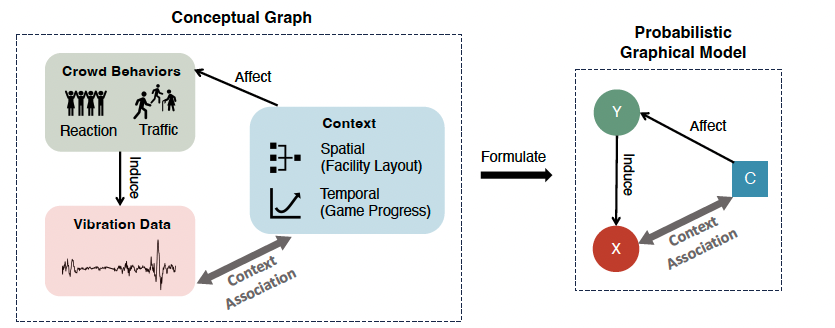 Conceptual Graph
Crowd Behaviors
Reaction
Traffic
Affect
Context
Spatial
(Facility Layout)
Temporal
(Game Progress)
Induce
Vibration Data
Context
Association
Formulate
Probabilistic
Graphical Model
Y
Affect
Induce
C
X
Context
Association